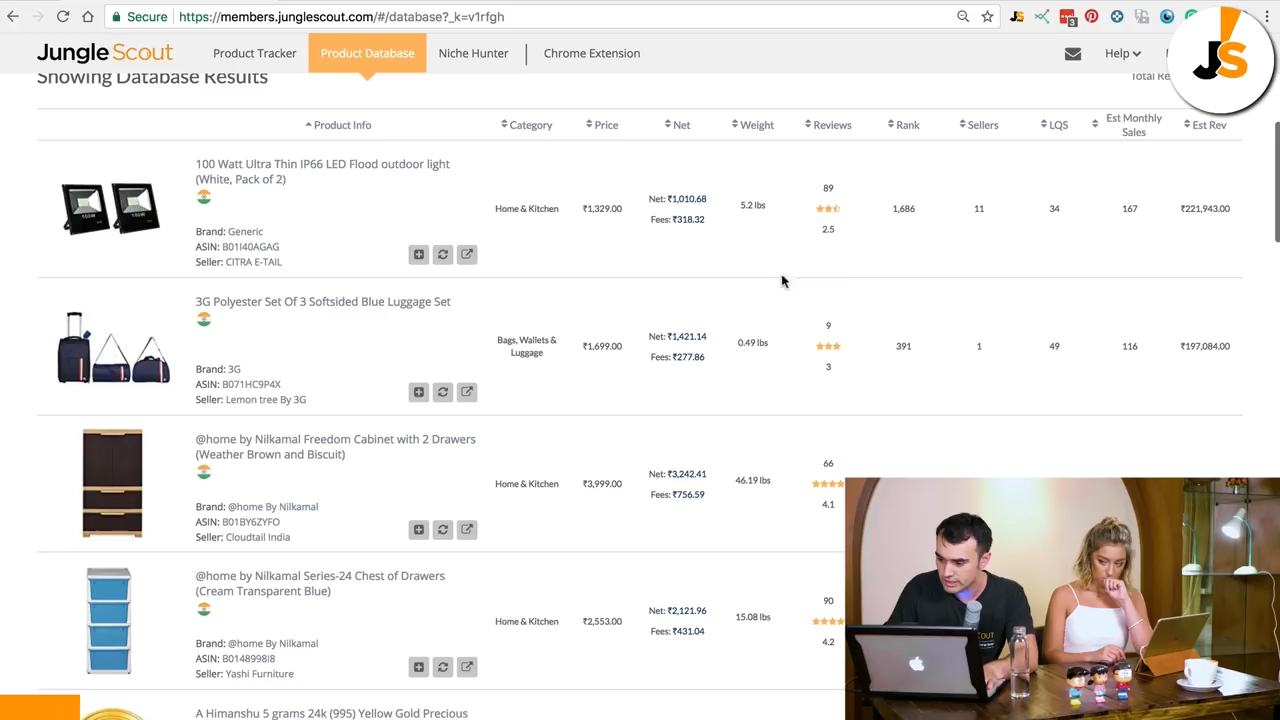 Secure
https://members.junglescout.com/#/database?_k=v1rfgh
3
Jungle Scout
Product Tracker
Product Database
Niche Hunter
Chrome Extension
Help
JS
Showing Database Results
Total Re
Product Info
Category
Price
Net
Weight
Reviews
Rank
Sellers
LQS
Est Monthly
Sales
Est Rev
100 Watt Ultra Thin IP66 LED Flood outdoor light
(White, Pack of 2)
Brand: Generic
ASIN: B01I40AGAG
Seller: CITRA E-TAIL
Home & Kitchen
₹1,329.00
Net: ₹1,010.68
Fees: ₹318.32
5.2 lbs
89
2.5
1,686
11
34
167
₹221,943.00
3G Polyester Set Of 3 Softsided Blue Luggage Set
Brand: 3G
ASIN: B071HC9P4X
Seller: Lemon tree By 3G
Bags, Wallets &
Luggage
₹1,699.00
Net: ₹1,421.14
Fees: ₹277.86
0.49 lbs
9
3
391
1
49
116
₹197,084.00
@home by Nilkamal Freedom Cabinet with 2 Drawers
(Weather Brown and Biscuit)
Brand: @home By Nilkamal
ASIN: B01BY6ZYFO
Seller: Cloudtail India
Home & Kitchen
₹3,999.00
Net: ₹3,242.41
Fees: ₹756.59
46.19 lbs
66
4.1
@home by Nilkamal Series-24 Chest of Drawers
(Cream Transparent Blue)
Brand: @home By Nilkamal
ASIN: B0148998I8
Seller: Yashi Furniture
Home & Kitchen
₹2,553.00
Net: ₹2,121.96
Fees: ₹431.04
15.08 lbs
90
4.2
A Himanshu 5 grams 24k (995) Yellow Gold Precious